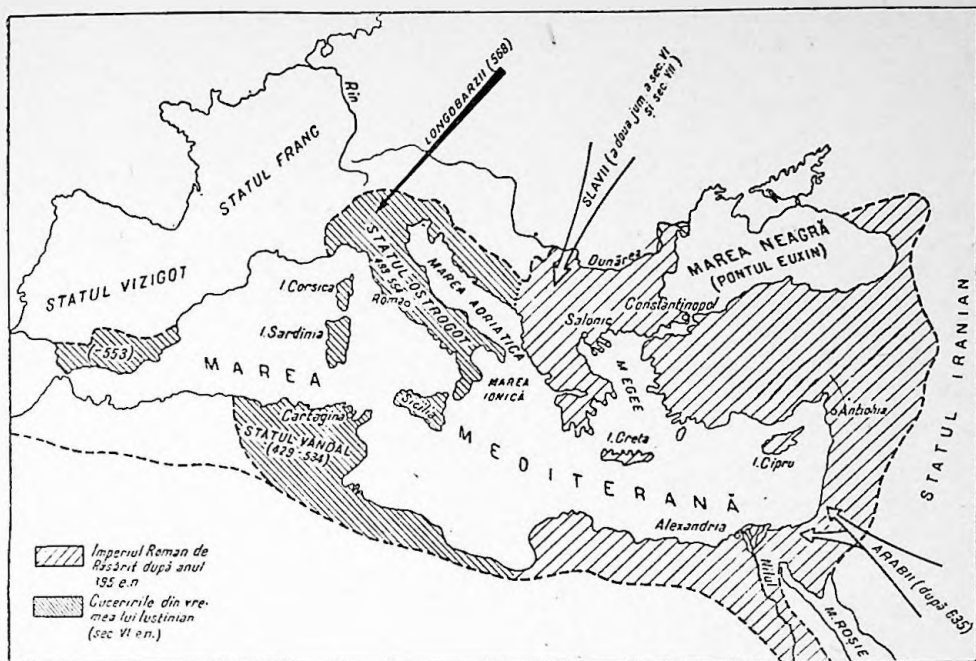 LONGOBARZII (568)
SLAVII (a doua jum. a sec. VI
și sec. VII)
Rin
STATUL FRANC
STATUL VIZIGOT
(-553)
I. Corsica
I. Sardinia
STATUL OSTROGOT
Roma
MAREA ADRIATICA
Dunărea
MAREA NEAGRĂ
(PONTUL EUXIN)
Constantinopol
Salonic
M. EGEE
MAREA
IONICĂ
Sicilia
Cartagina
STATUL VANDAL
(429-534)
MAREA MEDITERANĂ
I. Creta
I. Cipru
Antiohia
STATUL IRANIAN
Alexandria
Nilul
M. ROȘIE
ARABII (după 635)
Imperiul Roman de
Răsărit după anul
395 e.n
Cuceririle din vre-
mea lui Iustinian
(sec VI e.n.)